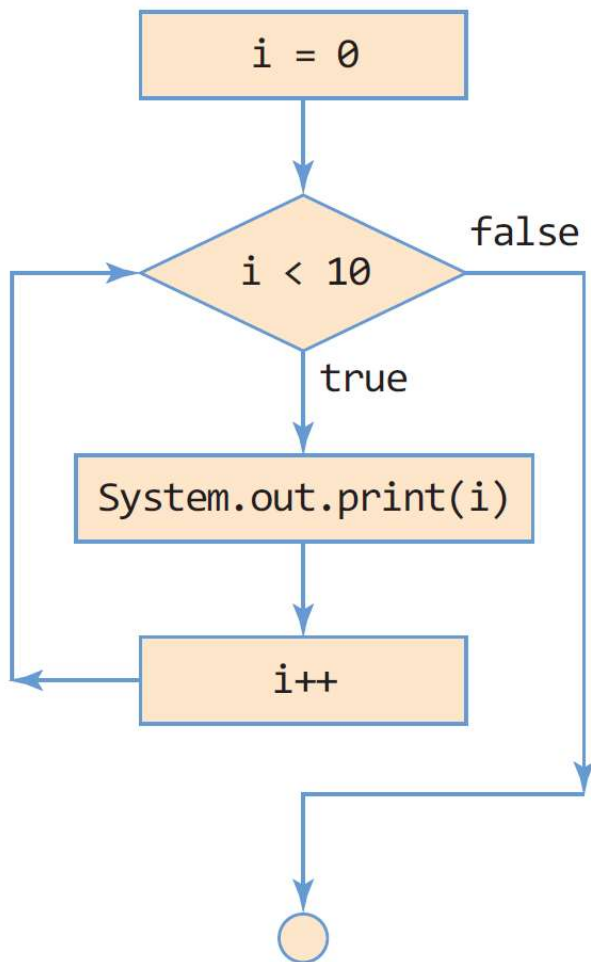 i = 0
false
i < 10
true
System.out.print(i)
i++